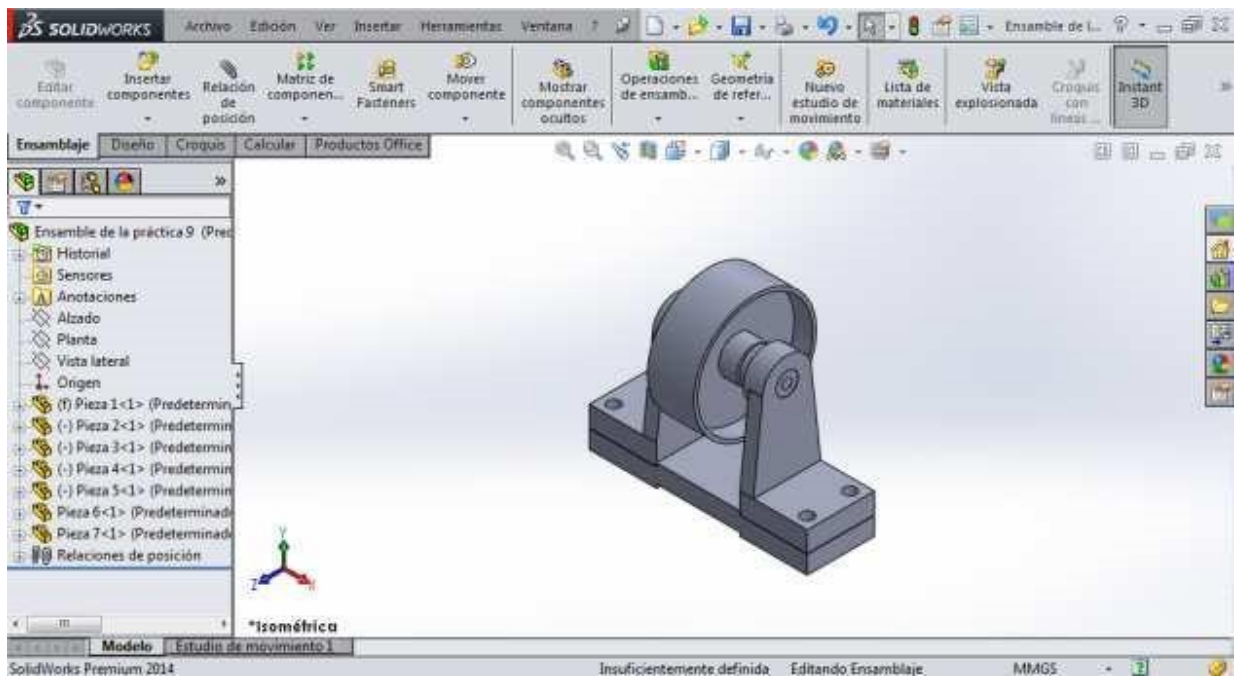 SOLIDWORKS Archivo Edición Ver Insertar Herramientas Ventana ? Ensamble de l...
Editar componente
Insertar componentes
Relación de posición
Matriz de componen...
Smart Fasteners
Mover componente
Mostrar componentes ocultos
Operaciones de ensamb...
Geometría de refer...
Nuevo estudio de movimiento
Lista de materiales
Vista explosionada
Croquis con líneas ...
Instant 3D
Ensamblaje Diseño Croquis Calcular Productos Office
Ensamble de la práctica 9 (Pred
Historial
Sensores
Anotaciones
Alzado
Planta
Vista lateral
Origen
(f) Pieza 1<1> (Predetermin
(-) Pieza 2<1> (Predetermin
(-) Pieza 3<1> (Predetermin
(-) Pieza 4<1> (Predetermin
(-) Pieza 5<1> (Predetermin
Pieza 6<1> (Predeterminad
Pieza 7<1> (Predeterminad
Relaciones de posición
Y
Z X
*Isométrica
Modelo Estudio de movimiento 1
SolidWorks Premium 2014 Insuficientemente definida Editando Ensamblaje MMGS